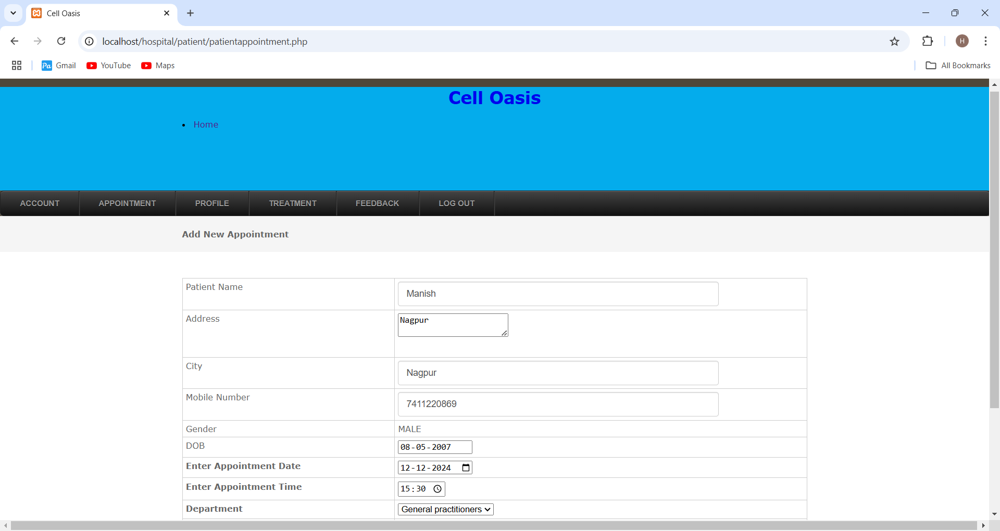 Cell Oasis
localhost/hospital/patient/patientappointment.php
H
Pa Gmail YouTube Maps All Bookmarks
Cell Oasis
Home
ACCOUNT APPOINTMENT PROFILE TREATMENT FEEDBACK LOG OUT
Add New Appointment
Patient Name Manish
Address Nagpur
City Nagpur
Mobile Number 7411220869
Gender MALE
DOB 08-05-2007
Enter Appointment Date 12-12-2024
Enter Appointment Time 15:30
Department General practitioners